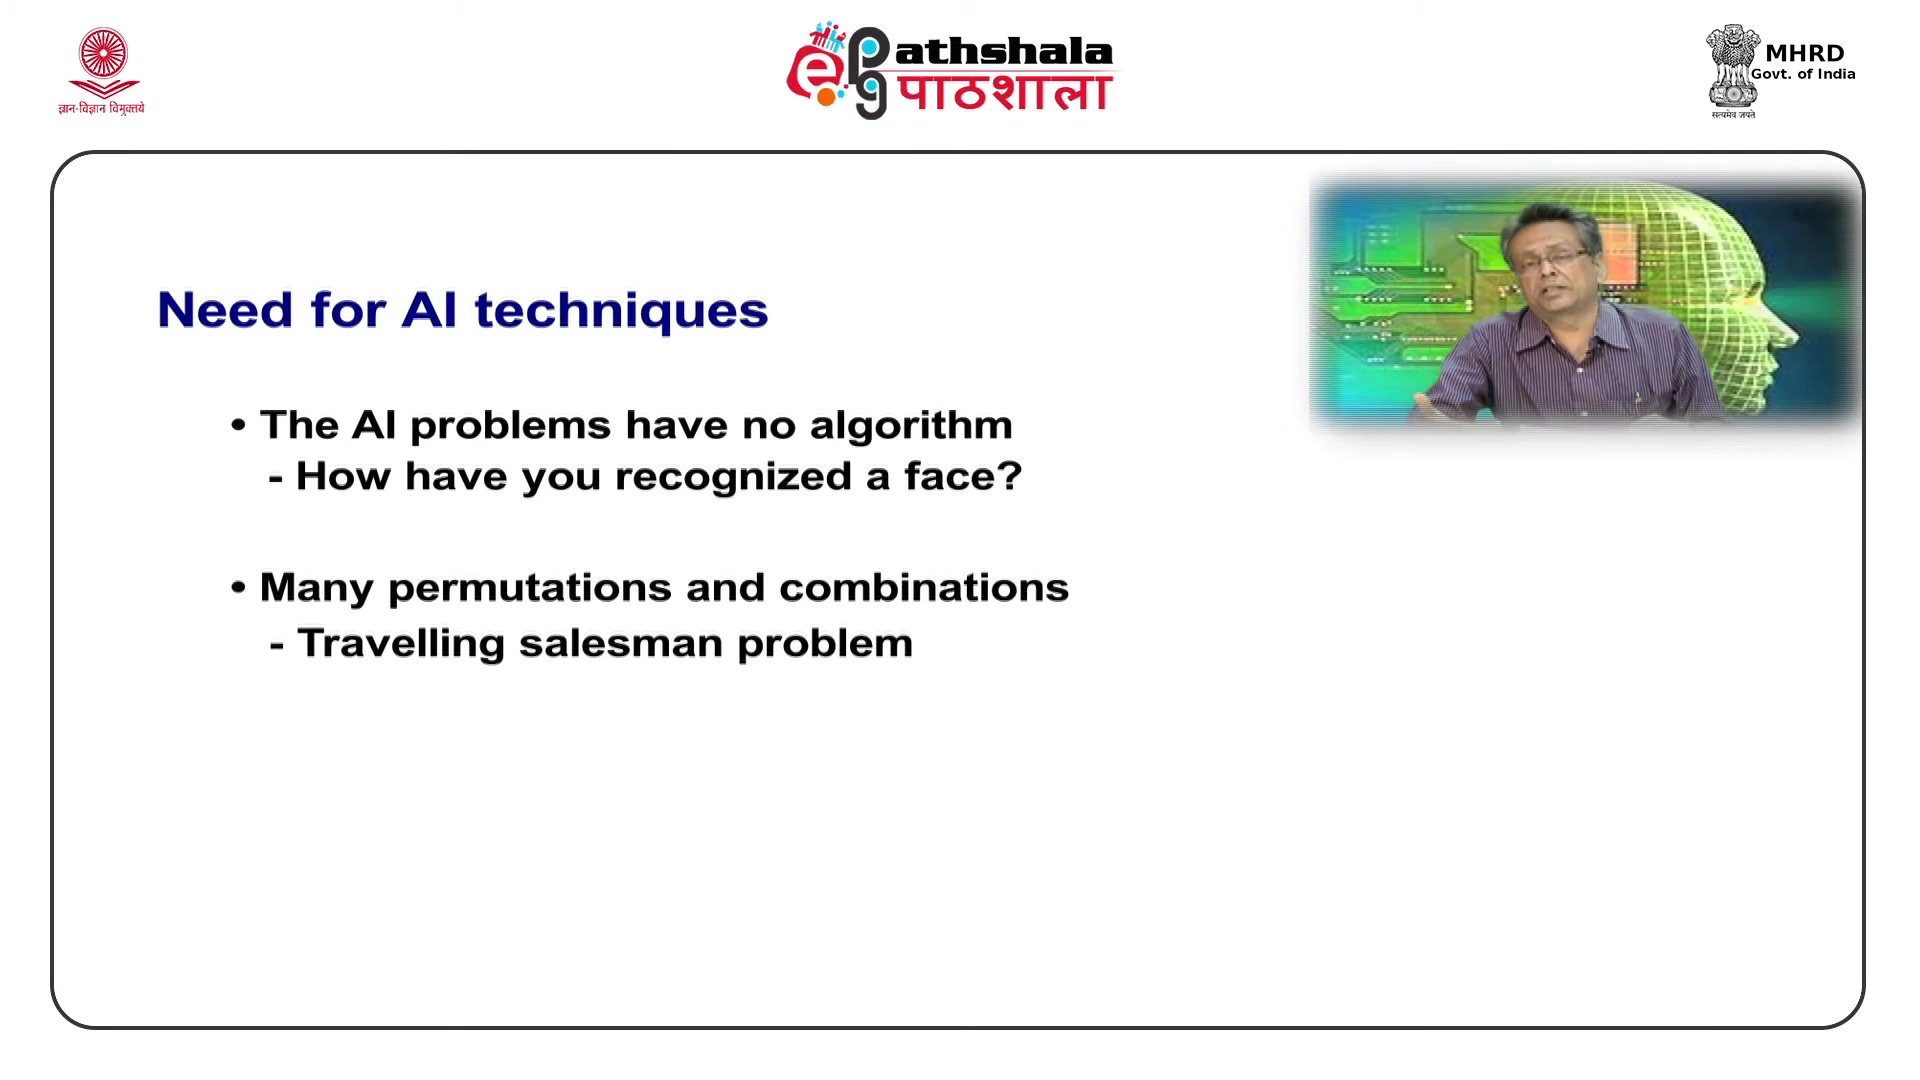 ज्ञान-विज्ञान विमुक्तये
ePGathshala
पाठशाला
MHRD
Govt. of India
सत्यमेव जयते
Need for AI techniques
• The AI problems have no algorithm
- How have you recognized a face?
• Many permutations and combinations
- Travelling salesman problem